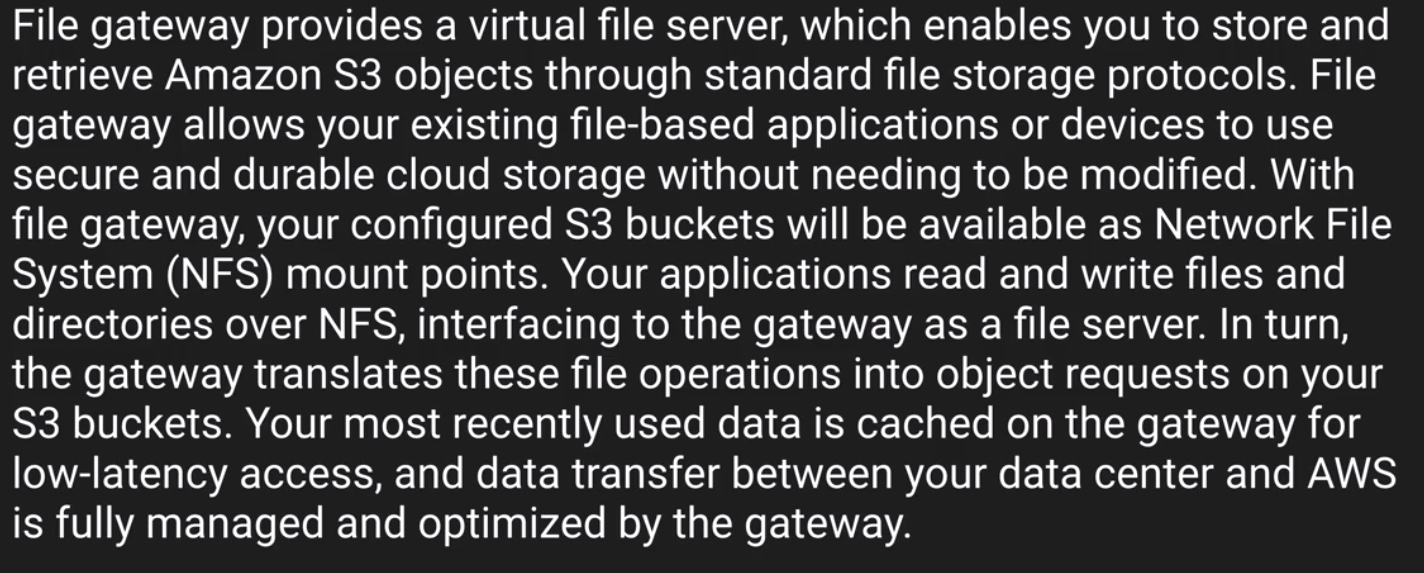 File gateway provides a virtual file server, which enables you to store and
retrieve Amazon S3 objects through standard file storage protocols. File
gateway allows your existing file-based applications or devices to use
secure and durable cloud storage without needing to be modified. With
file gateway, your configured S3 buckets will be available as Network File
System (NFS) mount points. Your applications read and write files and
directories over NFS, interfacing to the gateway as a file server. In turn,
the gateway translates these file operations into object requests on your
S3 buckets. Your most recently used data is cached on the gateway for
low-latency access, and data transfer between your data center and AWS
is fully managed and optimized by the gateway.